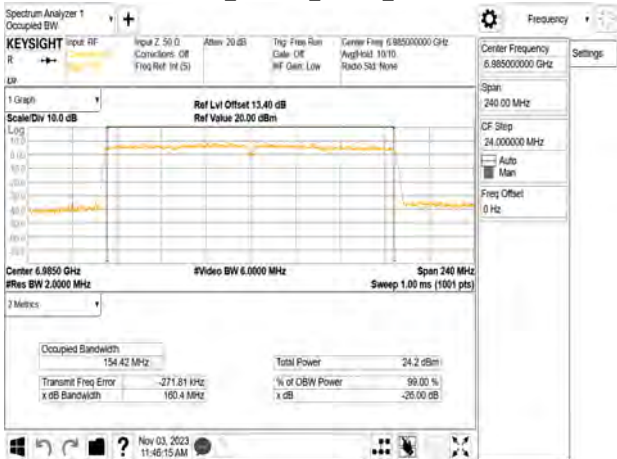 Spectrum Analyzer 1
Occupied BW
+
Frequency
KEYSIGHT Input: RF
R
Input Z: 50 Ω
Corrections: Off
Freq Ref: Int (S)
Atten: 20 dB
Trig: Free Run
Gate: Off
#IF Gain: Low
Center Freq: 6.985000000 GHz
Avg|Hold: 10/10
Radio Std: None
Center Frequency
6.985000000 GHz
Settings
Span
240.00 MHz
CF Step
24.000000 MHz
Auto
Man
Freq Offset
0 Hz
1 Graph
Scale/Div 10.0 dB
Ref Lvl Offset 13.40 dB
Ref Value 20.00 dBm
Log
Center 6.9850 GHz
#Res BW 2.0000 MHz
#Video BW 6.0000 MHz
Span 240 MHz
Sweep 1.00 ms (1001 pts)
2 Metrics
Occupied Bandwidth
154.42 MHz
Total Power 24.2 dBm
Transmit Freq Error -271.81 kHz
% of OBW Power 99.00 %
x dB Bandwidth 160.4 MHz
x dB -26.00 dB
?
Nov 03, 2023
11:46:15 AM